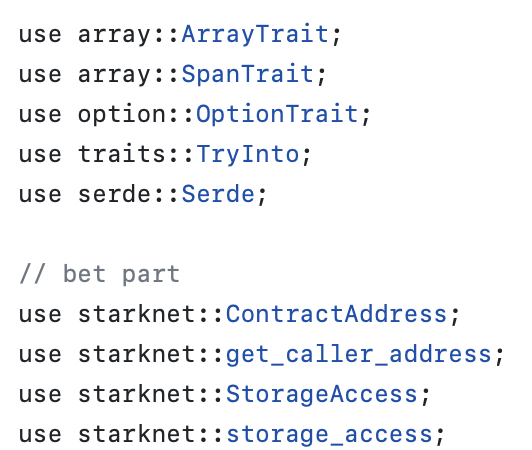 use array::ArrayTrait;
use array::SpanTrait;
use option::OptionTrait;
use traits::TryInto;
use serde::Serde;
// bet part
use starknet::ContractAddress;
use starknet::get_caller_address;
use starknet::StorageAccess;
use starknet::storage_access;